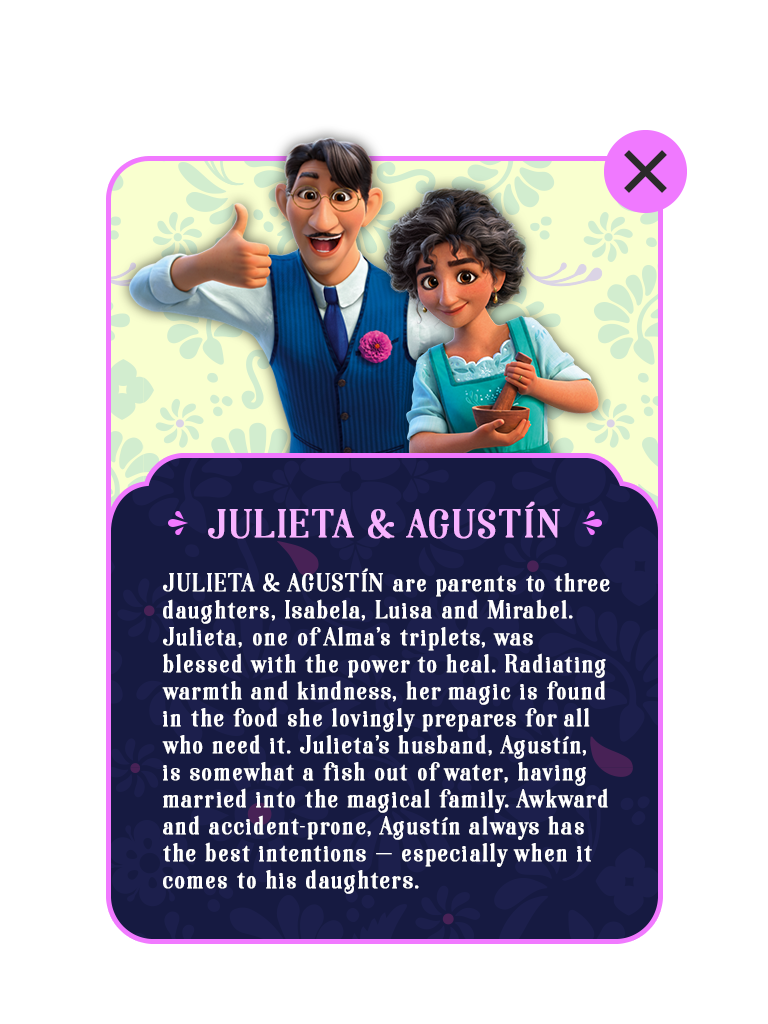 JULIETA & AGUSTÍN
JULIETA & AGUSTÍN are parents to three
daughters, Isabela, Luisa and Mirabel.
Julieta, one of Alma’s triplets, was
blessed with the power to heal. Radiating
warmth and kindness, her magic is found
in the food she lovingly prepares for all
who need it. Julieta’s husband, Agustín,
is somewhat a fish out of water, having
married into the magical family. Awkward
and accident-prone, Agustín always has
the best intentions — especially when it
comes to his daughters.